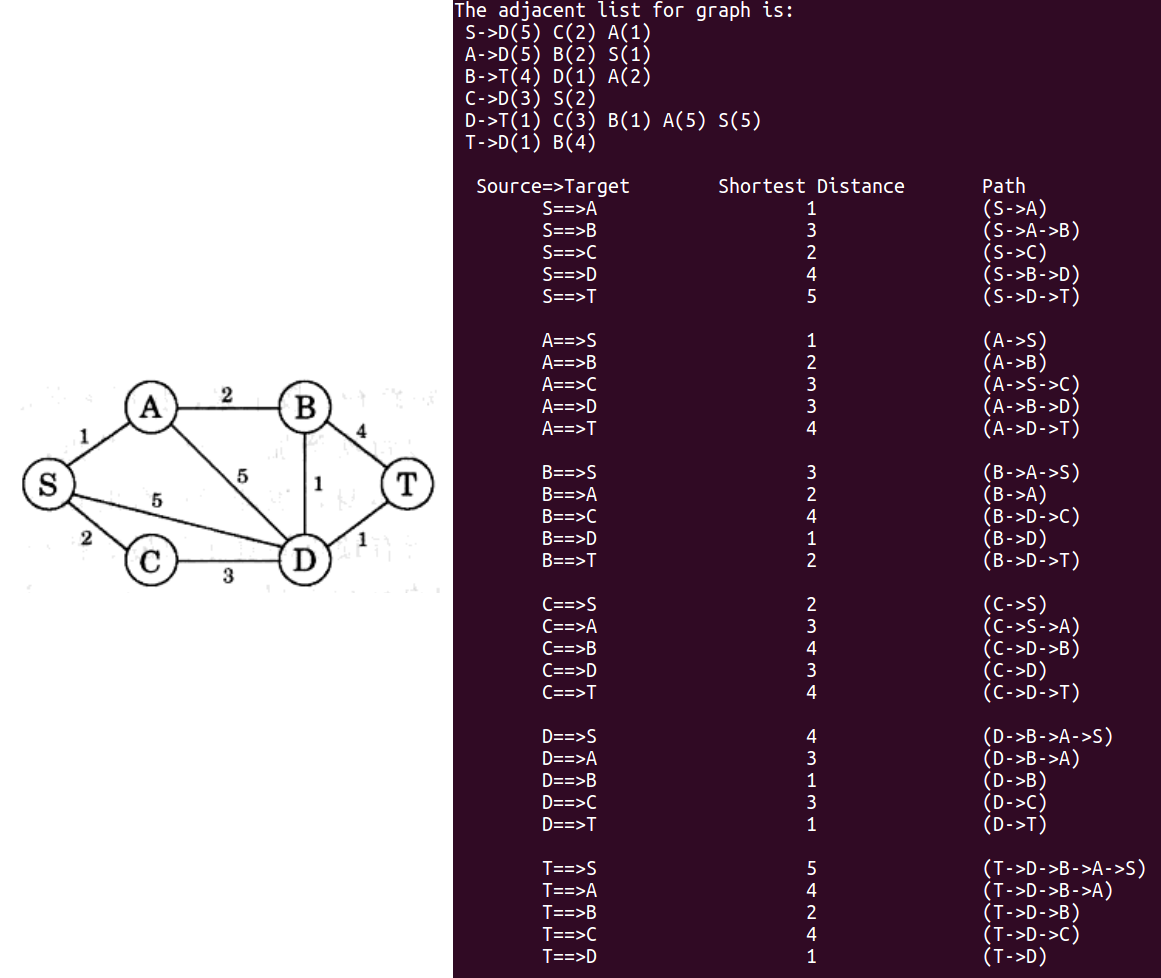 The adjacent list for graph is:
S->D(5) C(2) A(1)
A->D(5) B(2) S(1)
B->T(4) D(1) A(2)
C->D(3) S(2)
D->T(1) C(3) B(1) A(5) S(5)
T->D(1) B(4)
Source=>Target Shortest Distance Path
S==>A 1 (S->A)
S==>B 3 (S->A->B)
S==>C 2 (S->C)
S==>D 4 (S->B->D)
S==>T 5 (S->D->T)
A==>S 1 (A->S)
A==>B 2 (A->B)
A==>C 3 (A->S->C)
A==>D 3 (A->B->D)
A==>T 4 (A->D->T)
B==>S 3 (B->A->S)
B==>A 2 (B->A)
B==>C 4 (B->D->C)
B==>D 1 (B->D)
B==>T 2 (B->D->T)
C==>S 2 (C->S)
C==>A 3 (C->S->A)
C==>B 4 (C->D->B)
C==>D 3 (C->D)
C==>T 4 (C->D->T)
D==>S 4 (D->B->A->S)
D==>A 3 (D->B->A)
D==>B 1 (D->B)
D==>C 3 (D->C)
D==>T 1 (D->T)
T==>S 5 (T->D->B->A->S)
T==>A 4 (T->D->B->A)
T==>B 2 (T->D->B)
T==>C 4 (T->D->C)
T==>D 1 (T->D)
A 2 B
1 4
S 5 5 1 T
2 1
C 3 D